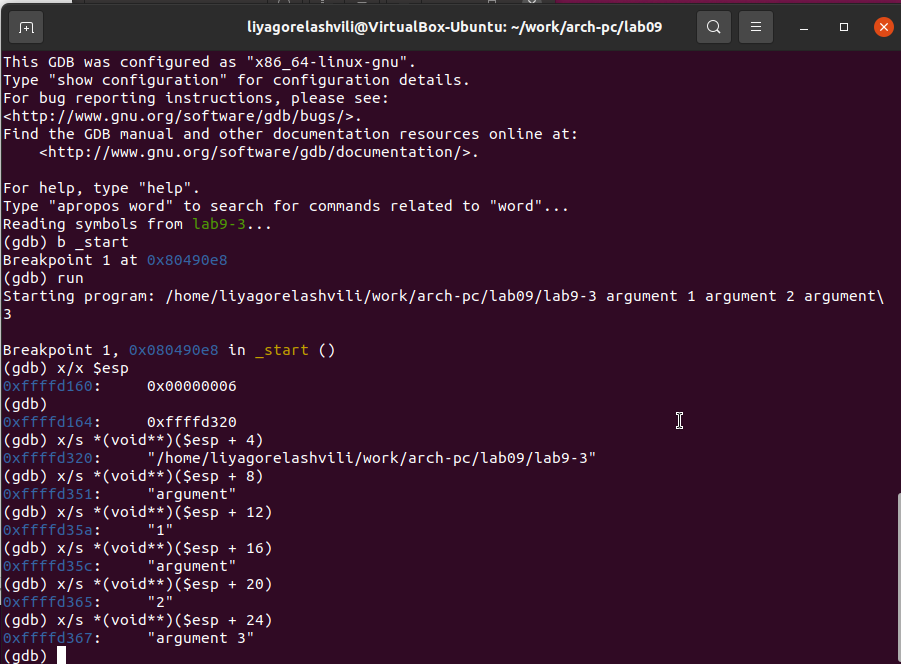 liyagorelashvili@VirtualBox-Ubuntu: ~/work/arch-pc/lab09
This GDB was configured as "x86_64-linux-gnu".
Type "show configuration" for configuration details.
For bug reporting instructions, please see:
<http://www.gnu.org/software/gdb/bugs/>.
Find the GDB manual and other documentation resources online at:
    <http://www.gnu.org/software/gdb/documentation/>.

For help, type "help".
Type "apropos word" to search for commands related to "word"...
Reading symbols from lab9-3...
(gdb) b _start
Breakpoint 1 at 0x80490e8
(gdb) run
Starting program: /home/liyagorelashvili/work/arch-pc/lab09/lab9-3 argument 1 argument 2 argument\
3

Breakpoint 1, 0x080490e8 in _start ()
(gdb) x/x $esp
0xffffd160:     0x00000006
(gdb)
0xffffd164:     0xffffd320
(gdb) x/s *(void**)($esp + 4)
0xffffd320:     "/home/liyagorelashvili/work/arch-pc/lab09/lab9-3"
(gdb) x/s *(void**)($esp + 8)
0xffffd351:     "argument"
(gdb) x/s *(void**)($esp + 12)
0xffffd35a:     "1"
(gdb) x/s *(void**)($esp + 16)
0xffffd35c:     "argument"
(gdb) x/s *(void**)($esp + 20)
0xffffd365:     "2"
(gdb) x/s *(void**)($esp + 24)
0xffffd367:     "argument 3"
(gdb)